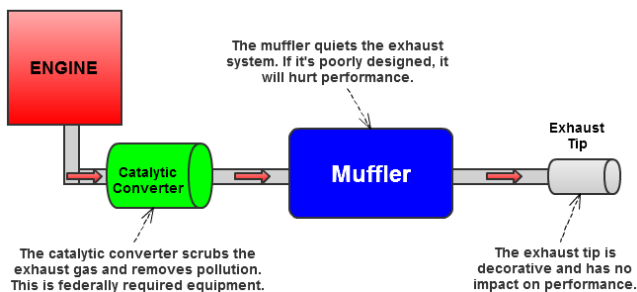 ENGINE
The muffler quiets the exhaust
system. If it's poorly designed, it
will hurt performance.
Exhaust
Tip
Catalytic
Converter
Muffler
The catalytic converter scrubs the
exhaust gas and removes pollution.
This is federally required equipment.
The exhaust tip is
decorative and has no
impact on performance.